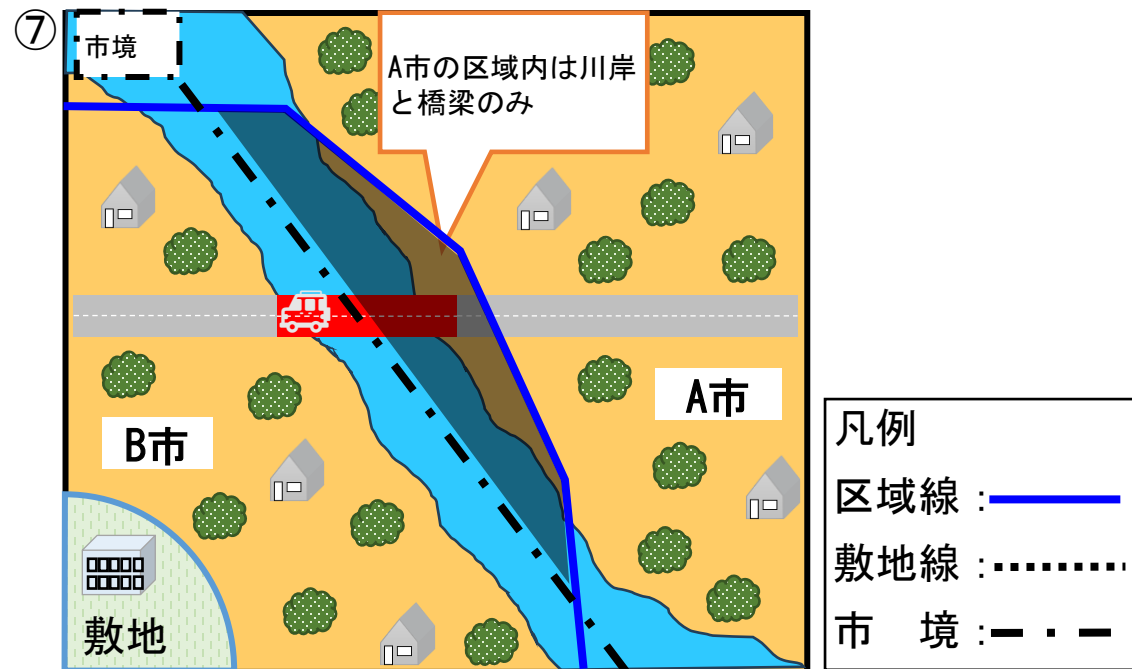 ⑦
市境
A市の区域内は川岸
と橋梁のみ
A市
B市
敷地
凡例
区域線：
敷地線：
市　境：